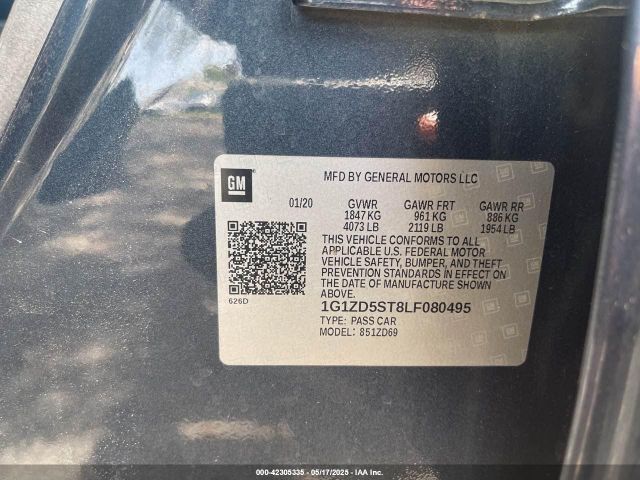 GM
MFD BY GENERAL MOTORS LLC
01/20 GVWR GAWR FRT GAWR RR
1847 KG 961 KG 886 KG
4073 LB 2119 LB 1954 LB
THIS VEHICLE CONFORMS TO ALL
APPLICABLE U.S. FEDERAL MOTOR
VEHICLE SAFETY, BUMPER, AND THEFT
PREVENTION STANDARDS IN EFFECT ON
THE DATE OF MANUFACTURE SHOWN
ABOVE.
626D
1G1ZD5ST8LF080495
TYPE: PASS CAR
MODEL: 851ZD69
000-42305335 - 05/17/2025 - IAA Inc.